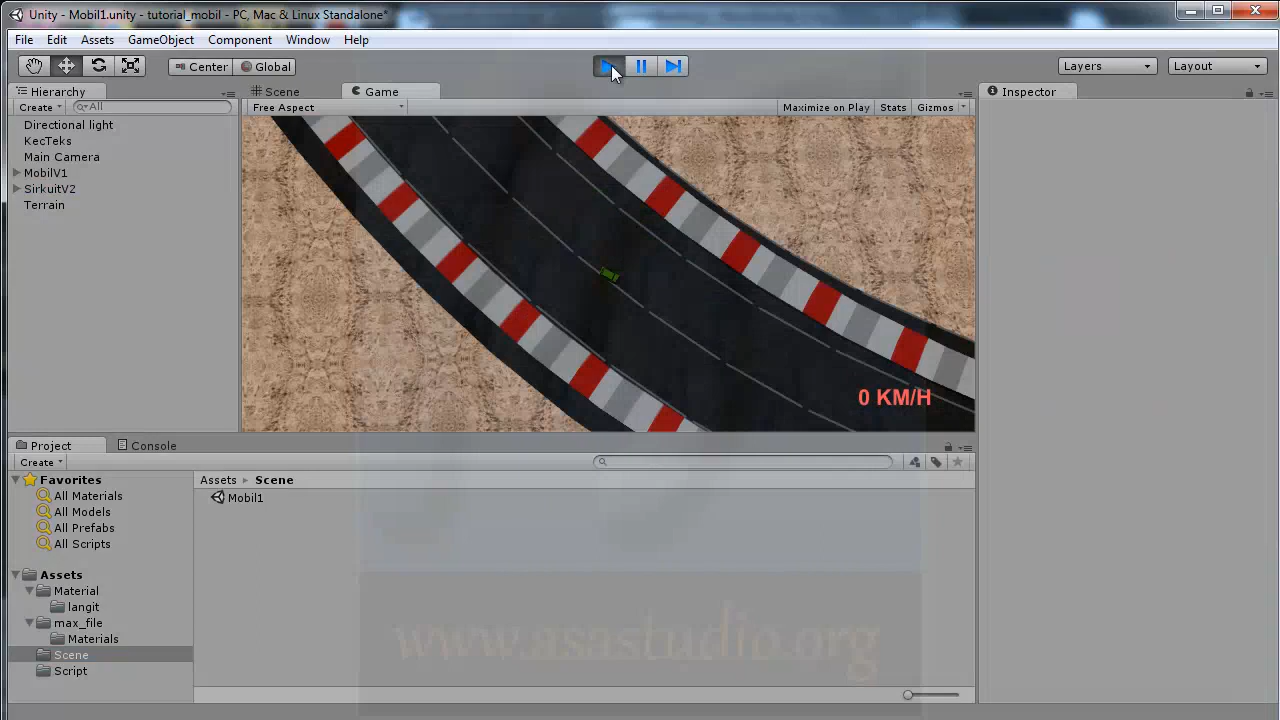 Unity - Mobil1.unity - tutorial_mobil - PC, Mac & Linux Standalone*
File Edit Assets GameObject Component Window Help
Center Global Layers Layout
Hierarchy Scene Game Inspector
Create All Free Aspect Maximize on Play Stats Gizmos
Directional light
KecTeks
Main Camera
MobilV1
SirkuitV2
Terrain
0 KM/H
Project Console
Create
Favorites
All Materials
All Models
All Prefabs
All Scripts
Assets
Material
langit
max_file
Materials
Scene
Script
Assets Scene
Mobil1
www.asastudio.org